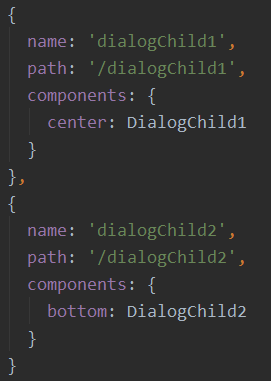 {
  name: 'dialogChild1',
  path: '/dialogChild1',
  components: {
    center: DialogChild1
  }
},
{
  name: 'dialogChild2',
  path: '/dialogChild2',
  components: {
    bottom: DialogChild2
  }
}